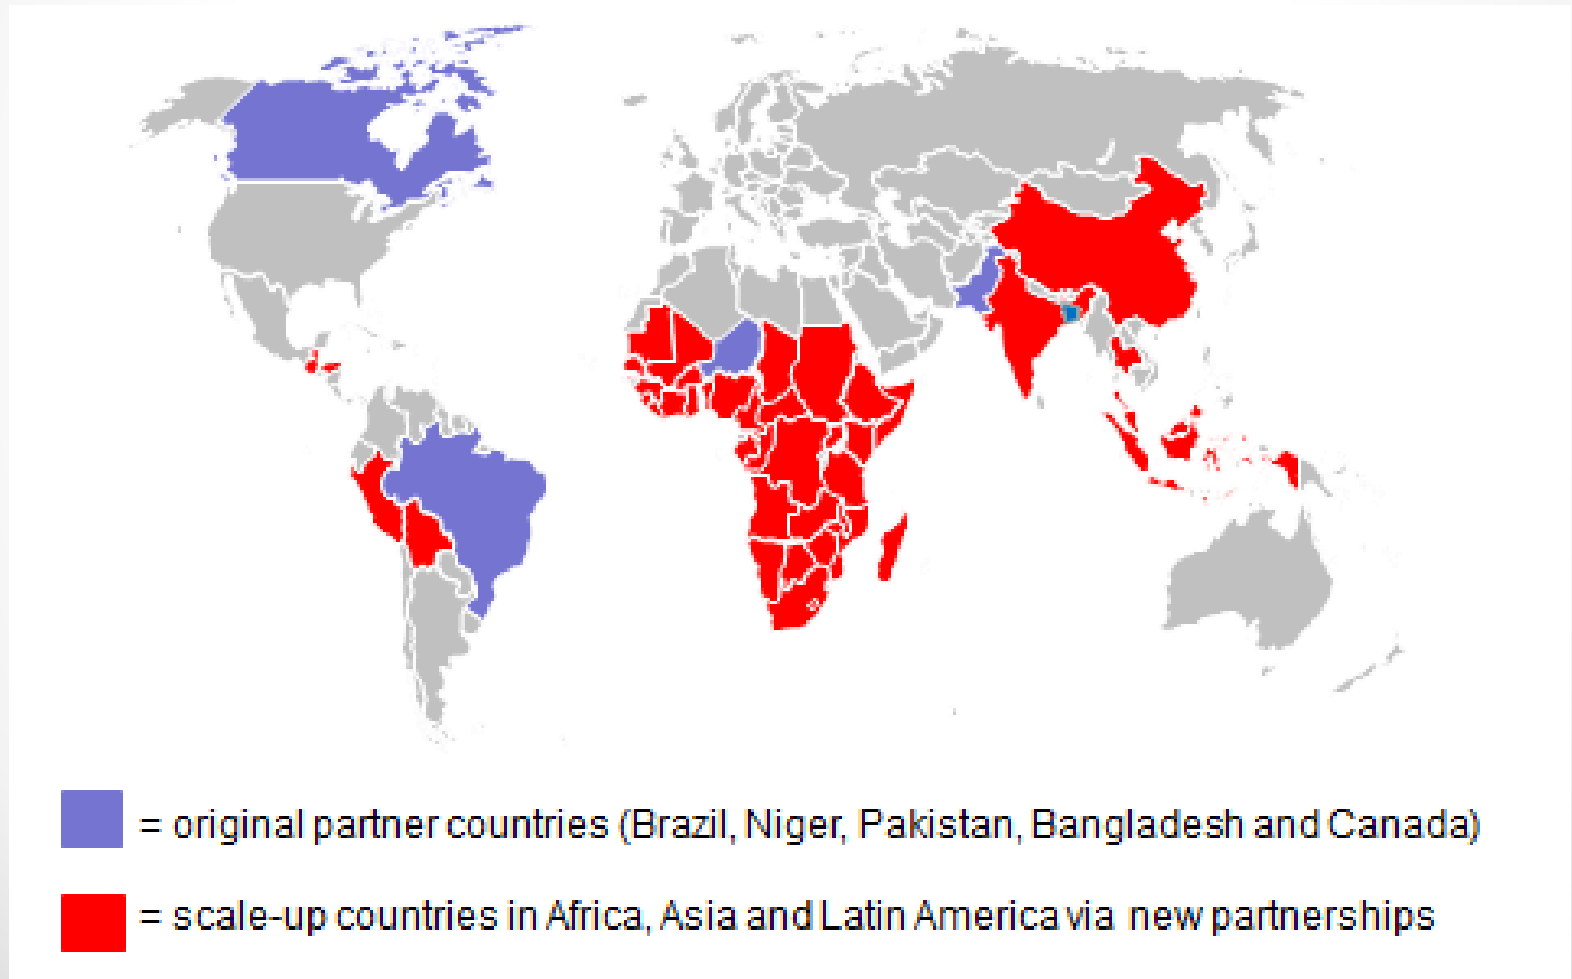 = original partner countries (Brazil, Niger, Pakistan, Bangladesh and Canada)
= scale-up countries in Africa, Asia and Latin America via new partnerships